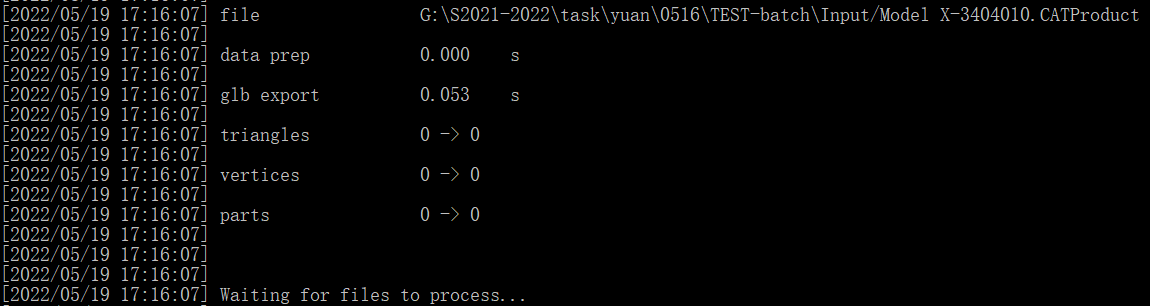 [2022/05/19 17:16:07] file G:\S2021-2022\task\yuan\0516\TEST-batch\Input/Model X-3404010.CATProduct
[2022/05/19 17:16:07]
[2022/05/19 17:16:07] data prep 0.000 s
[2022/05/19 17:16:07]
[2022/05/19 17:16:07] glb export 0.053 s
[2022/05/19 17:16:07]
[2022/05/19 17:16:07] triangles 0 -> 0
[2022/05/19 17:16:07]
[2022/05/19 17:16:07] vertices 0 -> 0
[2022/05/19 17:16:07]
[2022/05/19 17:16:07] parts 0 -> 0
[2022/05/19 17:16:07]
[2022/05/19 17:16:07]
[2022/05/19 17:16:07]
[2022/05/19 17:16:07] Waiting for files to process...